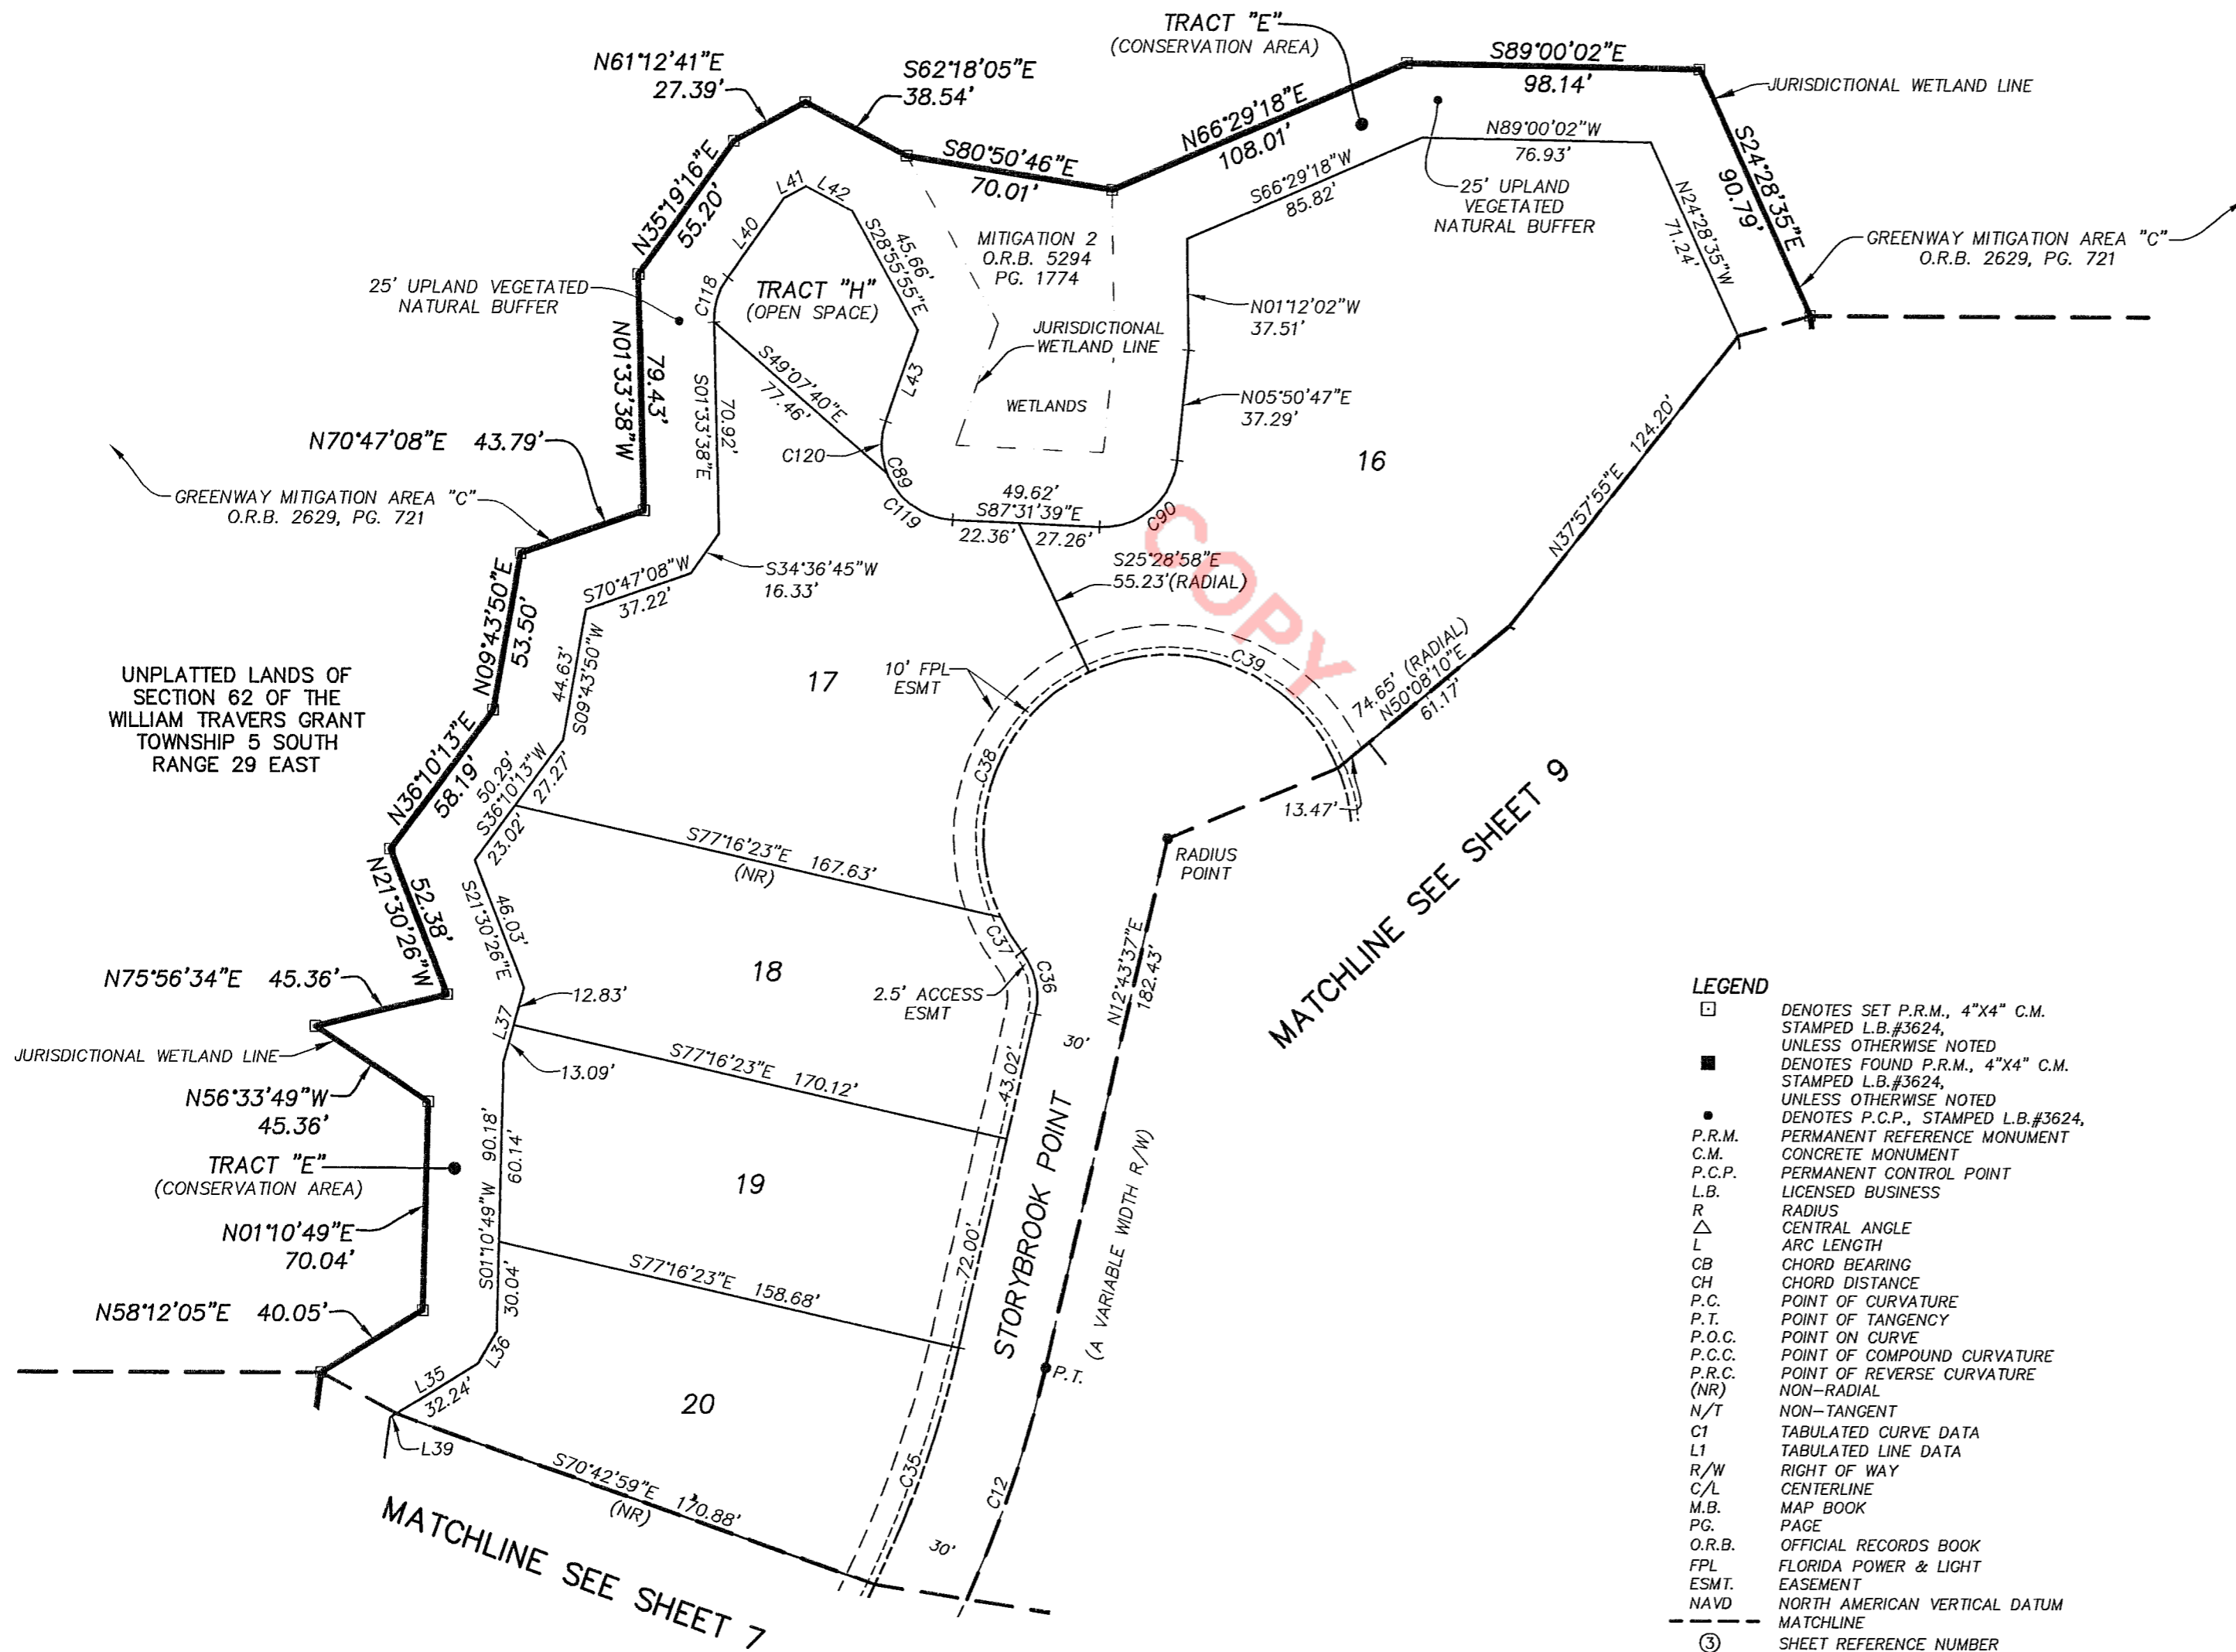 TRACT "E"
(CONSERVATION AREA)
N61°12'41"E
27.39'
S62°18'05"E
38.54'
S89°00'02"E
98.14'
JURISDICTIONAL WETLAND LINE
N66°29'18"E
108.01'
S80°50'46"E
70.01'
N35°19'16"E
55.20'
L41
L42
L40
S66°29'18"W
85.82'
N89°00'02"W
76.93'
25' UPLAND
VEGETATED
NATURAL BUFFER
S24°28'35"E
90.79'
N24°28'35"W
71.24'
GREENWAY MITIGATION AREA "C"
O.R.B. 2629, PG. 721
MITIGATION 2
O.R.B. 5294
PG. 1774
45.66'
S28°55'55"E
25' UPLAND VEGETATED
NATURAL BUFFER
C118
TRACT "H"
(OPEN SPACE)
JURISDICTIONAL
WETLAND LINE
N01°12'02"W
37.51'
79.43'
N01°33'38"W
70.92'
S01°33'38"E
S49°07'40"E
77.46'
L43
WETLANDS
N05°50'47"E
37.29'
N70°47'08"E 43.79'
C120
C89
C119
16
GREENWAY MITIGATION AREA "C"
O.R.B. 2629, PG. 721
49.62'
S87°31'39"E
22.36'
27.26'
C90
124.20'
N37°57'55"E
S70°47'08"W
37.22'
S34°36'45"W
16.33'
S25°28'58"E
55.23'(RADIAL)
COPY
N09°43'50"E
53.50'
44.63'
S09°43'50"W
UNPLATTED LANDS OF
SECTION 62 OF THE
WILLIAM TRAVERS GRANT
TOWNSHIP 5 SOUTH
RANGE 29 EAST
17
10' FPL
ESMT
C39
74.65' (RADIAL)
N50°08'10"E
61.17'
N36°10'13"E
58.19'
50.29'
S36°10'13"W
27.27'
23.02'
C38
13.47'
MATCHLINE SEE SHEET 9
S77°16'23"E 167.63'
(NR)
RADIUS
POINT
52.38'
N21°30'26"W
46.03'
S21°30'26"E
N75°56'34"E 45.36'
18
C37
C36
2.5' ACCESS
ESMT
12.83'
L37
N12°43'37"E
182.43'
30'
JURISDICTIONAL WETLAND LINE
13.09'
S77°16'23"E 170.12'
43.02'
N56°33'49"W
45.36'
TRACT "E"
(CONSERVATION AREA)
S01°10'49"W 90.18'
60.14'
19
STORYBROOK POINT
(A VARIABLE WIDTH R/W)
N01°10'49"E
70.04'
30.04'
S77°16'23"E 158.68'
72.00'
N58°12'05"E 40.05'
L36
L35
32.24'
20
P.T.
L39
S70°42'59"E 170.88'
(NR)
C35
C12
30'
MATCHLINE SEE SHEET 7
LEGEND
DENOTES SET P.R.M., 4"X4" C.M.
STAMPED L.B.#3624,
UNLESS OTHERWISE NOTED
DENOTES FOUND P.R.M., 4"X4" C.M.
STAMPED L.B.#3624,
UNLESS OTHERWISE NOTED
DENOTES P.C.P., STAMPED L.B.#3624,
P.R.M. PERMANENT REFERENCE MONUMENT
C.M. CONCRETE MONUMENT
P.C.P. PERMANENT CONTROL POINT
L.B. LICENSED BUSINESS
R RADIUS
△ CENTRAL ANGLE
L ARC LENGTH
CB CHORD BEARING
CH CHORD DISTANCE
P.C. POINT OF CURVATURE
P.T. POINT OF TANGENCY
P.O.C. POINT ON CURVE
P.C.C. POINT OF COMPOUND CURVATURE
P.R.C. POINT OF REVERSE CURVATURE
(NR) NON-RADIAL
N/T NON-TANGENT
C1 TABULATED CURVE DATA
L1 TABULATED LINE DATA
R/W RIGHT OF WAY
C/L CENTERLINE
M.B. MAP BOOK
PG. PAGE
O.R.B. OFFICIAL RECORDS BOOK
FPL FLORIDA POWER & LIGHT
ESMT. EASEMENT
NAVD NORTH AMERICAN VERTICAL DATUM
MATCHLINE
③ SHEET REFERENCE NUMBER